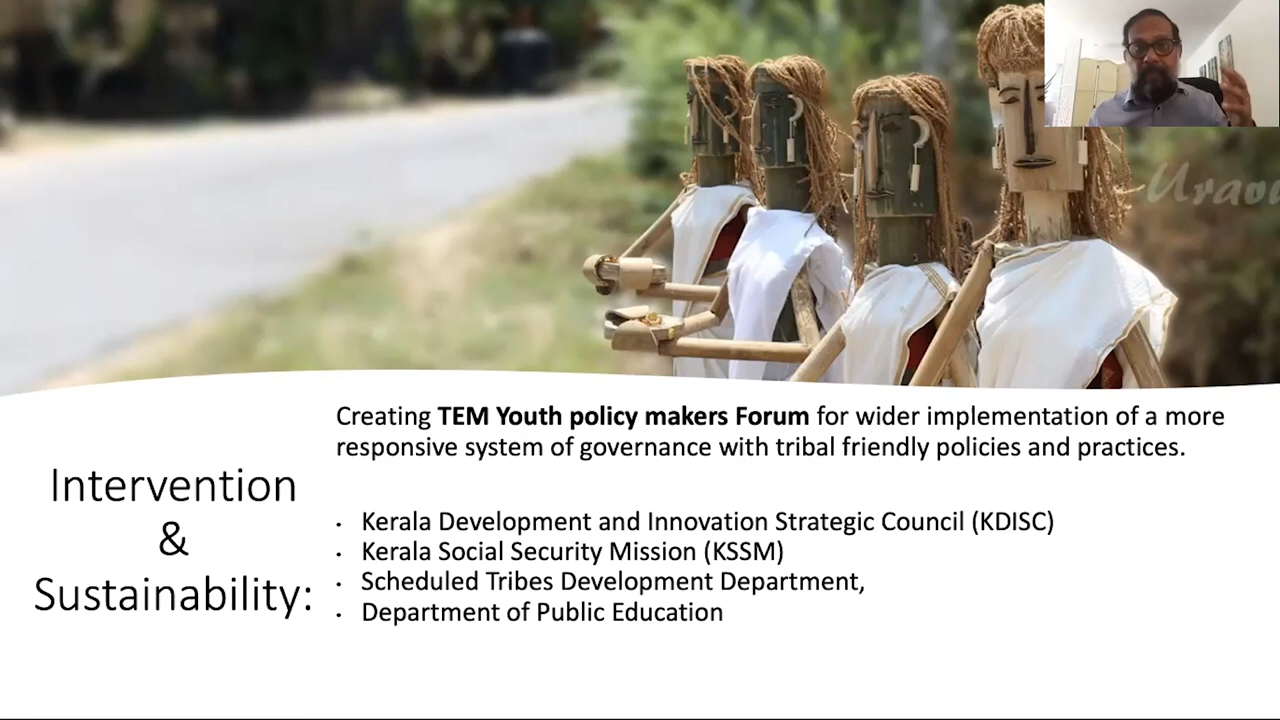 Creating TEM Youth policy makers Forum for wider implementation of a more
responsive system of governance with tribal friendly policies and practices.
Intervention
&
Sustainability:
• Kerala Development and Innovation Strategic Council (KDISC)
• Kerala Social Security Mission (KSSM)
• Scheduled Tribes Development Department,
• Department of Public Education